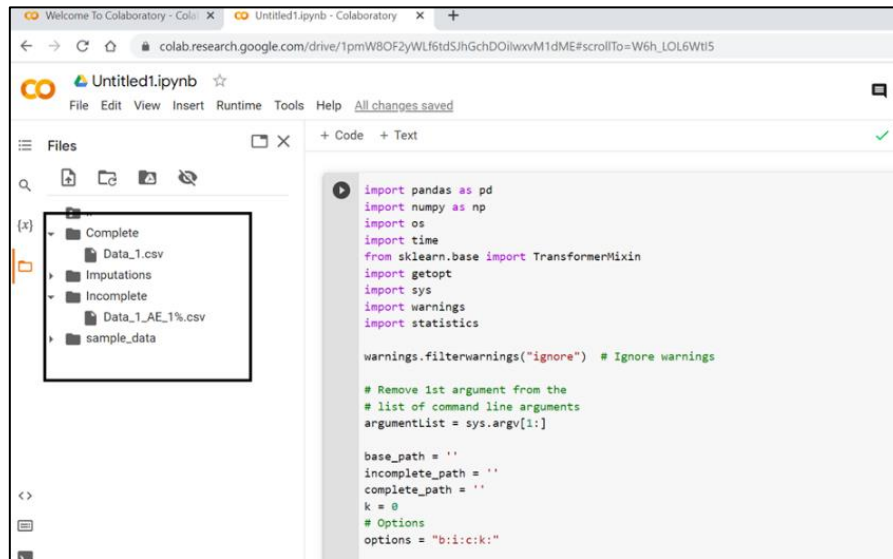 Welcome To Colaboratory - Cola
Untitled1.ipynb - Colaboratory
colab.research.google.com/drive/1pmW8OF2yWLf6tdSJhGchDOiIwxvM1dME#scrollTo=W6h_LOL6WtI5
Untitled1.ipynb
File Edit View Insert Runtime Tools Help All changes saved
Files
+ Code + Text
{x}
..
Complete
Data_1.csv
Imputations
Incomplete
Data_1_AE_1%.csv
sample_data
import pandas as pd
import numpy as np
import os
import time
from sklearn.base import TransformerMixin
import getopt
import sys
import warnings
import statistics
warnings.filterwarnings("ignore") # Ignore warnings
# Remove 1st argument from the
# list of command line arguments
argumentList = sys.argv[1:]
base_path = ''
incomplete_path = ''
complete_path = ''
k = 0
# Options
options = "b:i:c:k:"